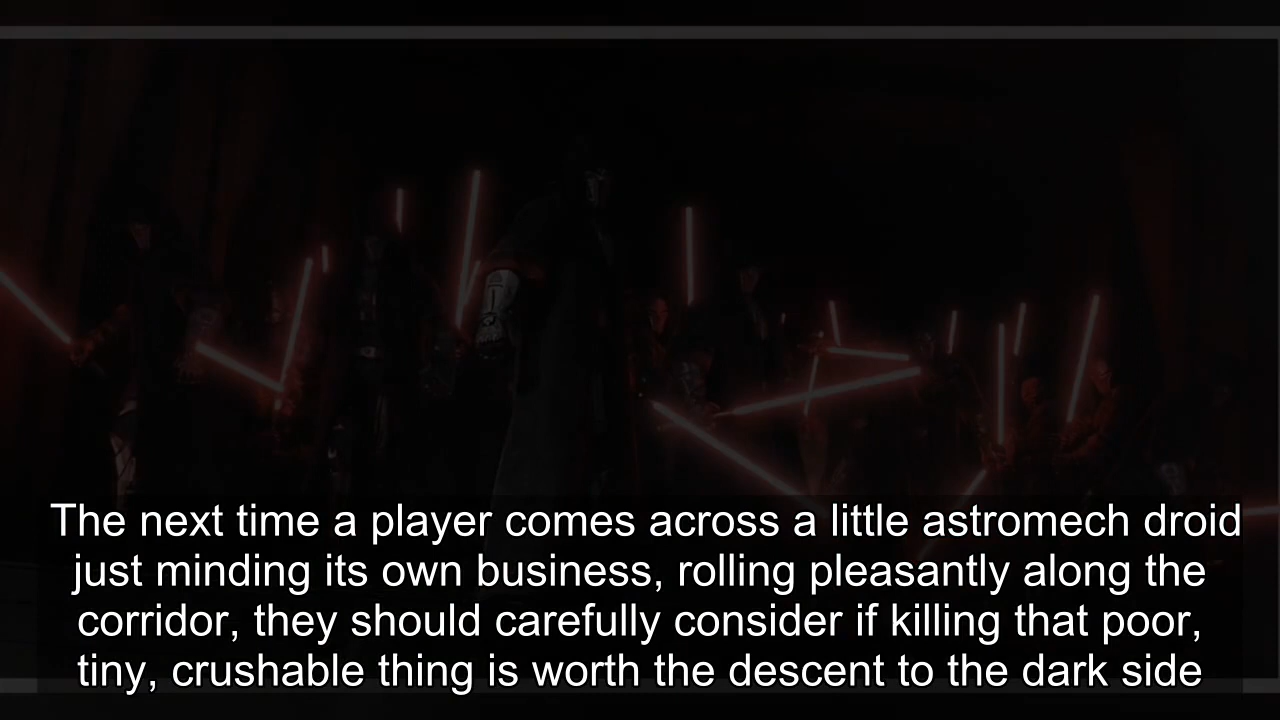 The next time a player comes across a little astromech droid
just minding its own business, rolling pleasantly along the
corridor, they should carefully consider if killing that poor,
tiny, crushable thing is worth the descent to the dark side